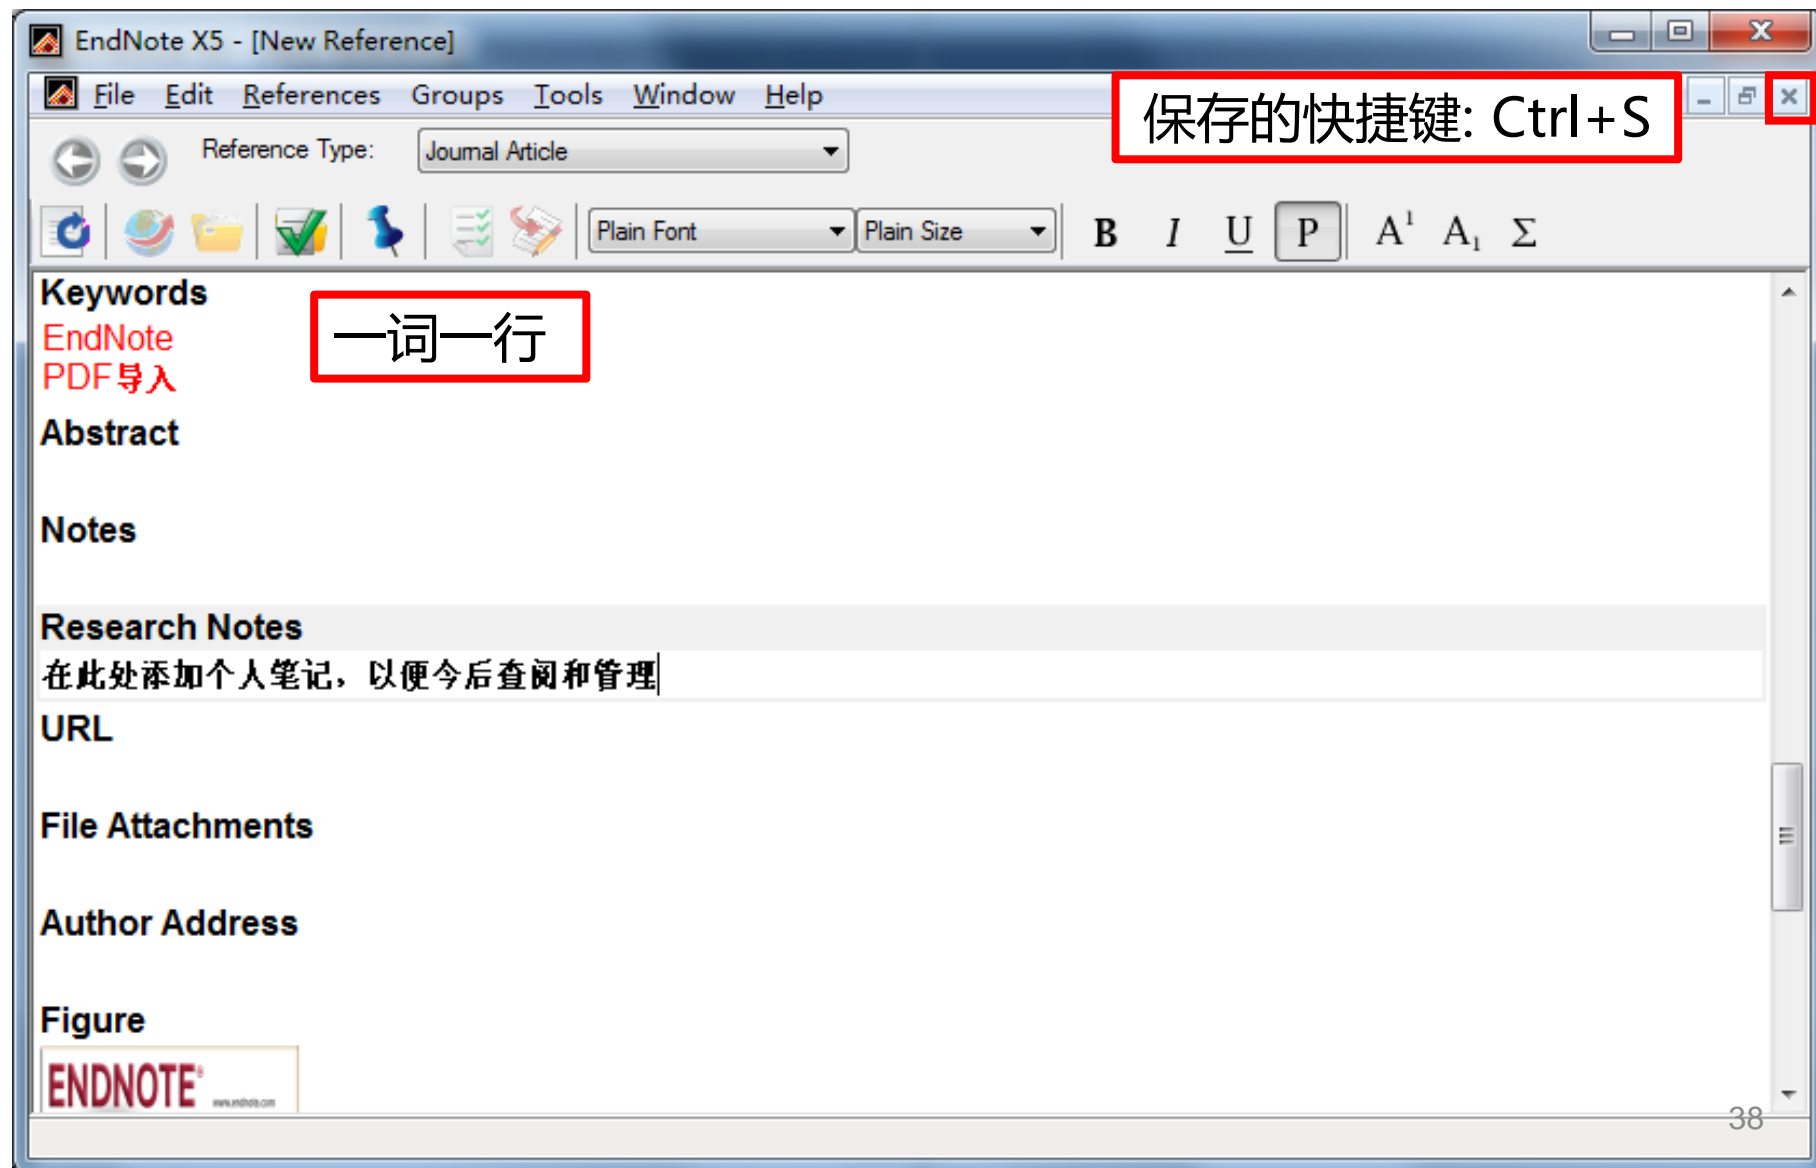 EndNote X5 - [New Reference]
File Edit References Groups Tools Window Help
保存的快捷键: Ctrl+S
Reference Type: Journal Article
Plain Font Plain Size B I U P A¹ A₁ Σ
Keywords
EndNote
一词一行
PDF导入
Abstract
Notes
Research Notes
在此处添加个人笔记，以便今后查阅和管理
URL
File Attachments
Author Address
Figure
ENDNOTE® www.endnote.com
38